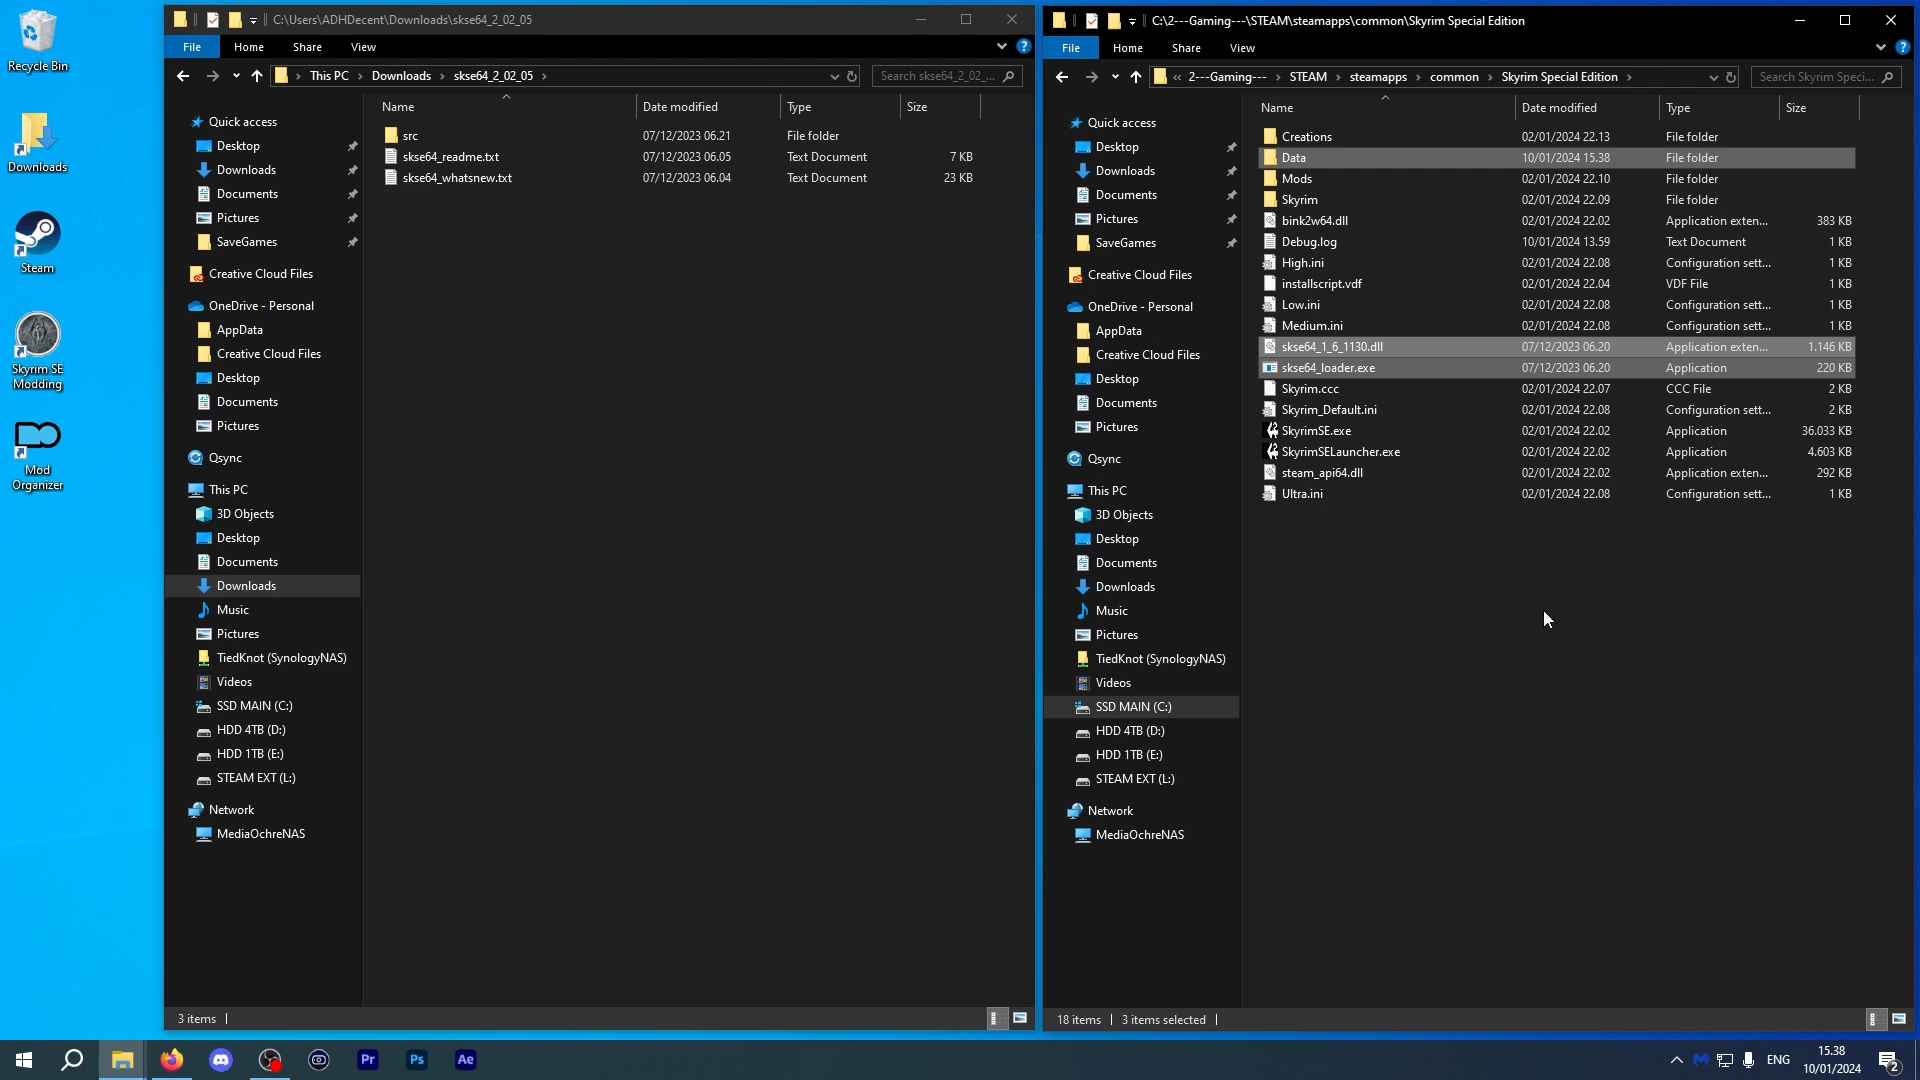 Recycle Bin
Downloads
Steam
Skyrim SE
Modding
Mod
Organizer
C:\Users\ADHDecent\Downloads\skse64_2_02_05
File Home Share View
This PC Downloads skse64_2_02_05
Search skse64_2_02_...
Name Date modified Type Size
src 07/12/2023 06.21 File folder
skse64_readme.txt 07/12/2023 06.05 Text Document 7 KB
skse64_whatsnew.txt 07/12/2023 06.04 Text Document 23 KB
Quick access
Desktop
Downloads
Documents
Pictures
SaveGames
Creative Cloud Files
OneDrive - Personal
AppData
Creative Cloud Files
Desktop
Documents
Pictures
Qsync
This PC
3D Objects
Desktop
Documents
Downloads
Music
Pictures
TiedKnot (SynologyNAS)
Videos
SSD MAIN (C:)
HDD 4TB (D:)
HDD 1TB (E:)
STEAM EXT (L:)
Network
MediaOchreNAS
3 items
C:\2---Gaming---\STEAM\steamapps\common\Skyrim Special Edition
File Home Share View
« 2---Gaming--- STEAM steamapps common Skyrim Special Edition
Search Skyrim Speci...
Name Date modified Type Size
Creations 02/01/2024 22.13 File folder
Data 10/01/2024 15.38 File folder
Mods 02/01/2024 22.10 File folder
Skyrim 02/01/2024 22.09 File folder
bink2w64.dll 02/01/2024 22.02 Application exten... 383 KB
Debug.log 10/01/2024 13.59 Text Document 1 KB
High.ini 02/01/2024 22.08 Configuration sett... 1 KB
installscript.vdf 02/01/2024 22.04 VDF File 1 KB
Low.ini 02/01/2024 22.08 Configuration sett... 1 KB
Medium.ini 02/01/2024 22.08 Configuration sett... 1 KB
skse64_1_6_1130.dll 07/12/2023 06.20 Application exten... 1.146 KB
skse64_loader.exe 07/12/2023 06.20 Application 220 KB
Skyrim.ccc 02/01/2024 22.07 CCC File 2 KB
Skyrim_Default.ini 02/01/2024 22.08 Configuration sett... 2 KB
SkyrimSE.exe 02/01/2024 22.02 Application 36.033 KB
SkyrimSELauncher.exe 02/01/2024 22.02 Application 4.603 KB
steam_api64.dll 02/01/2024 22.02 Application exten... 292 KB
Ultra.ini 02/01/2024 22.08 Configuration sett... 1 KB
Quick access
Desktop
Downloads
Documents
Pictures
SaveGames
Creative Cloud Files
OneDrive - Personal
AppData
Creative Cloud Files
Desktop
Documents
Pictures
Qsync
This PC
3D Objects
Desktop
Documents
Downloads
Music
Pictures
TiedKnot (SynologyNAS)
Videos
SSD MAIN (C:)
HDD 4TB (D:)
HDD 1TB (E:)
STEAM EXT (L:)
Network
MediaOchreNAS
18 items 3 items selected
Pr Ps Ae
ENG
15.38
10/01/2024
2